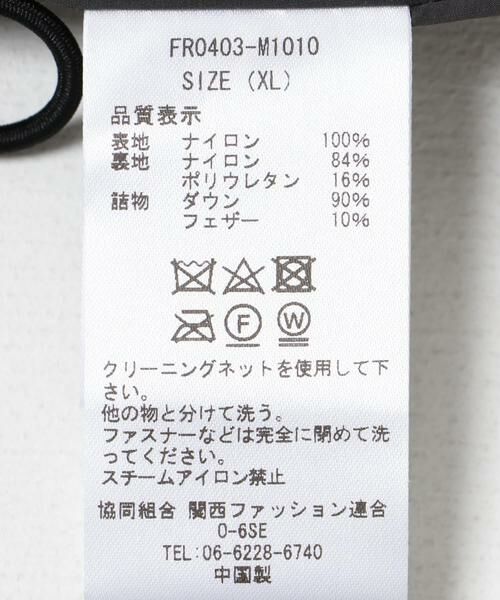 FR0403-M1010
SIZE (XL)
品質表示
表地 ナイロン 100%
裏地 ナイロン 84%
ポリウレタン 16%
詰物 ダウン 90%
フェザー 10%
F W
クリーニングネットを使用して下
さい。
他の物と分けて洗う。
ファスナーなどは完全に閉めて洗
ってください。
スチームアイロン禁止
協同組合 関西ファッション連合
O-6SE
TEL:06-6228-6740
中国製